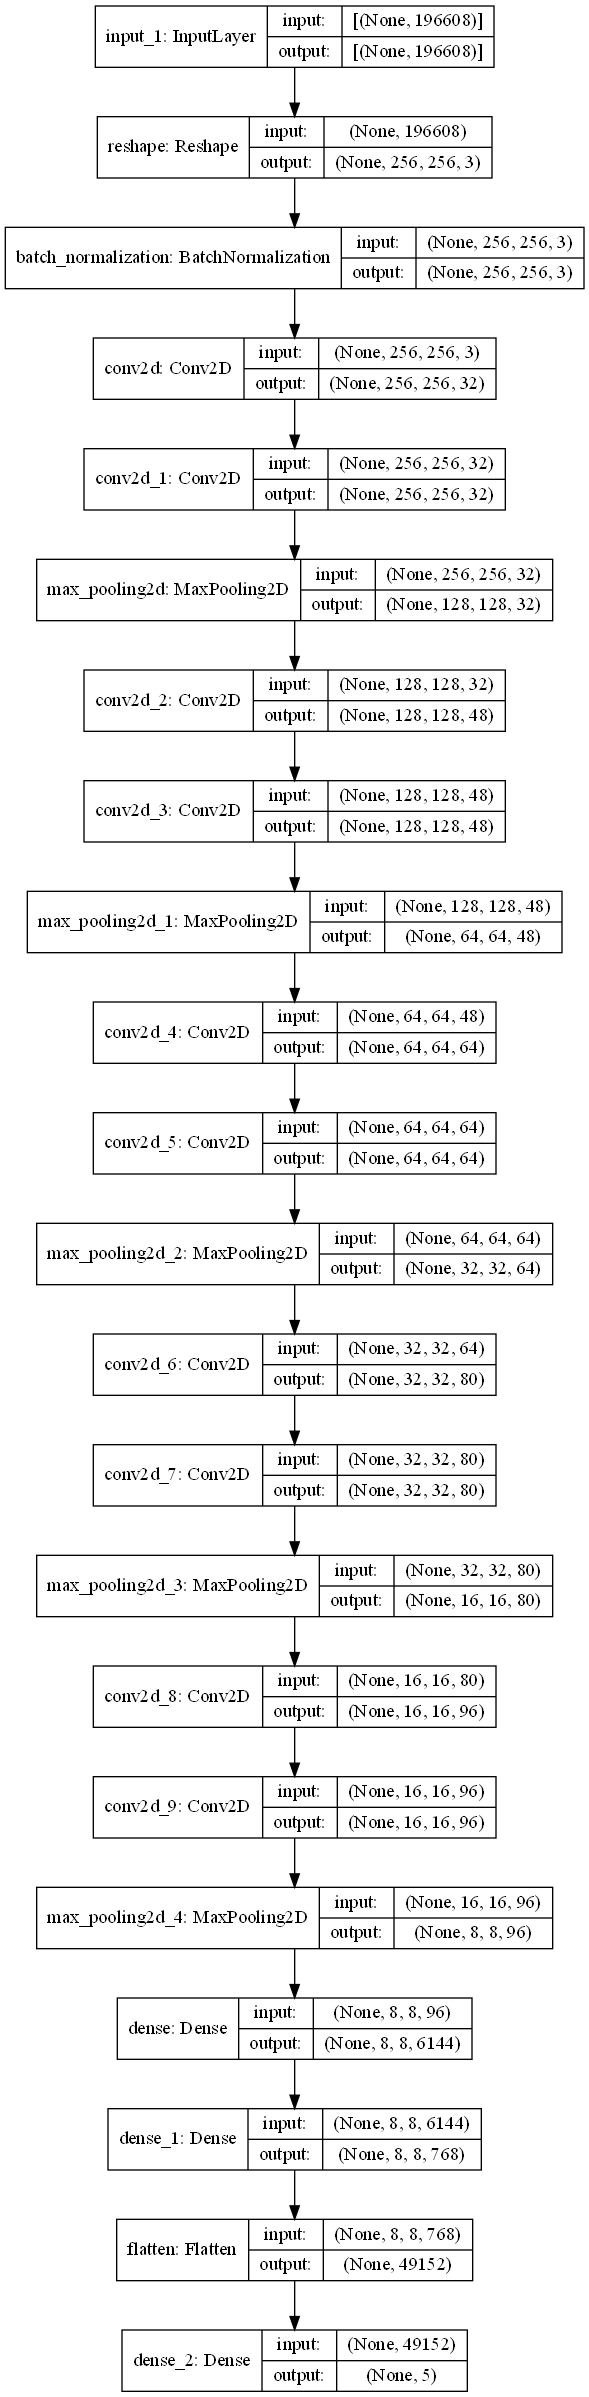 input_1: InputLayer input: [(None, 196608)]
output: [(None, 196608)]
reshape: Reshape input: (None, 196608)
output: (None, 256, 256, 3)
batch_normalization: BatchNormalization input: (None, 256, 256, 3)
output: (None, 256, 256, 3)
conv2d: Conv2D input: (None, 256, 256, 3)
output: (None, 256, 256, 32)
conv2d_1: Conv2D input: (None, 256, 256, 32)
output: (None, 256, 256, 32)
max_pooling2d: MaxPooling2D input: (None, 256, 256, 32)
output: (None, 128, 128, 32)
conv2d_2: Conv2D input: (None, 128, 128, 32)
output: (None, 128, 128, 48)
conv2d_3: Conv2D input: (None, 128, 128, 48)
output: (None, 128, 128, 48)
max_pooling2d_1: MaxPooling2D input: (None, 128, 128, 48)
output: (None, 64, 64, 48)
conv2d_4: Conv2D input: (None, 64, 64, 48)
output: (None, 64, 64, 64)
conv2d_5: Conv2D input: (None, 64, 64, 64)
output: (None, 64, 64, 64)
max_pooling2d_2: MaxPooling2D input: (None, 64, 64, 64)
output: (None, 32, 32, 64)
conv2d_6: Conv2D input: (None, 32, 32, 64)
output: (None, 32, 32, 80)
conv2d_7: Conv2D input: (None, 32, 32, 80)
output: (None, 32, 32, 80)
max_pooling2d_3: MaxPooling2D input: (None, 32, 32, 80)
output: (None, 16, 16, 80)
conv2d_8: Conv2D input: (None, 16, 16, 80)
output: (None, 16, 16, 96)
conv2d_9: Conv2D input: (None, 16, 16, 96)
output: (None, 16, 16, 96)
max_pooling2d_4: MaxPooling2D input: (None, 16, 16, 96)
output: (None, 8, 8, 96)
dense: Dense input: (None, 8, 8, 96)
output: (None, 8, 8, 6144)
dense_1: Dense input: (None, 8, 8, 6144)
output: (None, 8, 8, 768)
flatten: Flatten input: (None, 8, 8, 768)
output: (None, 49152)
dense_2: Dense input: (None, 49152)
output: (None, 5)